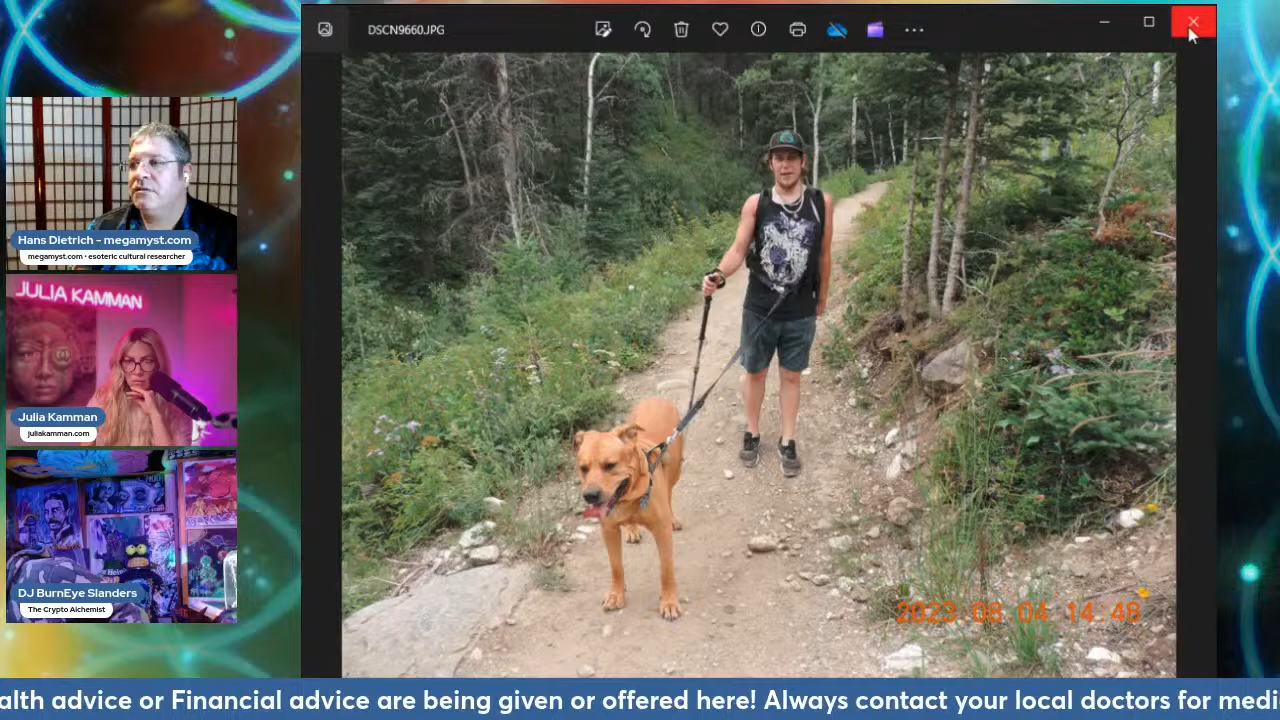 DSCN9660.JPG
Hans Dietrich - megamyst.com
megamyst.com • esoteric cultural researcher
JULIA KAMMAN
Julia Kamman
juliakamman.com
DJ BurnEye Slanders
The Crypto Alchemist
2023.08.04 14:48
alth advice or Financial advice are being given or offered here! Always contact your local doctors for medi